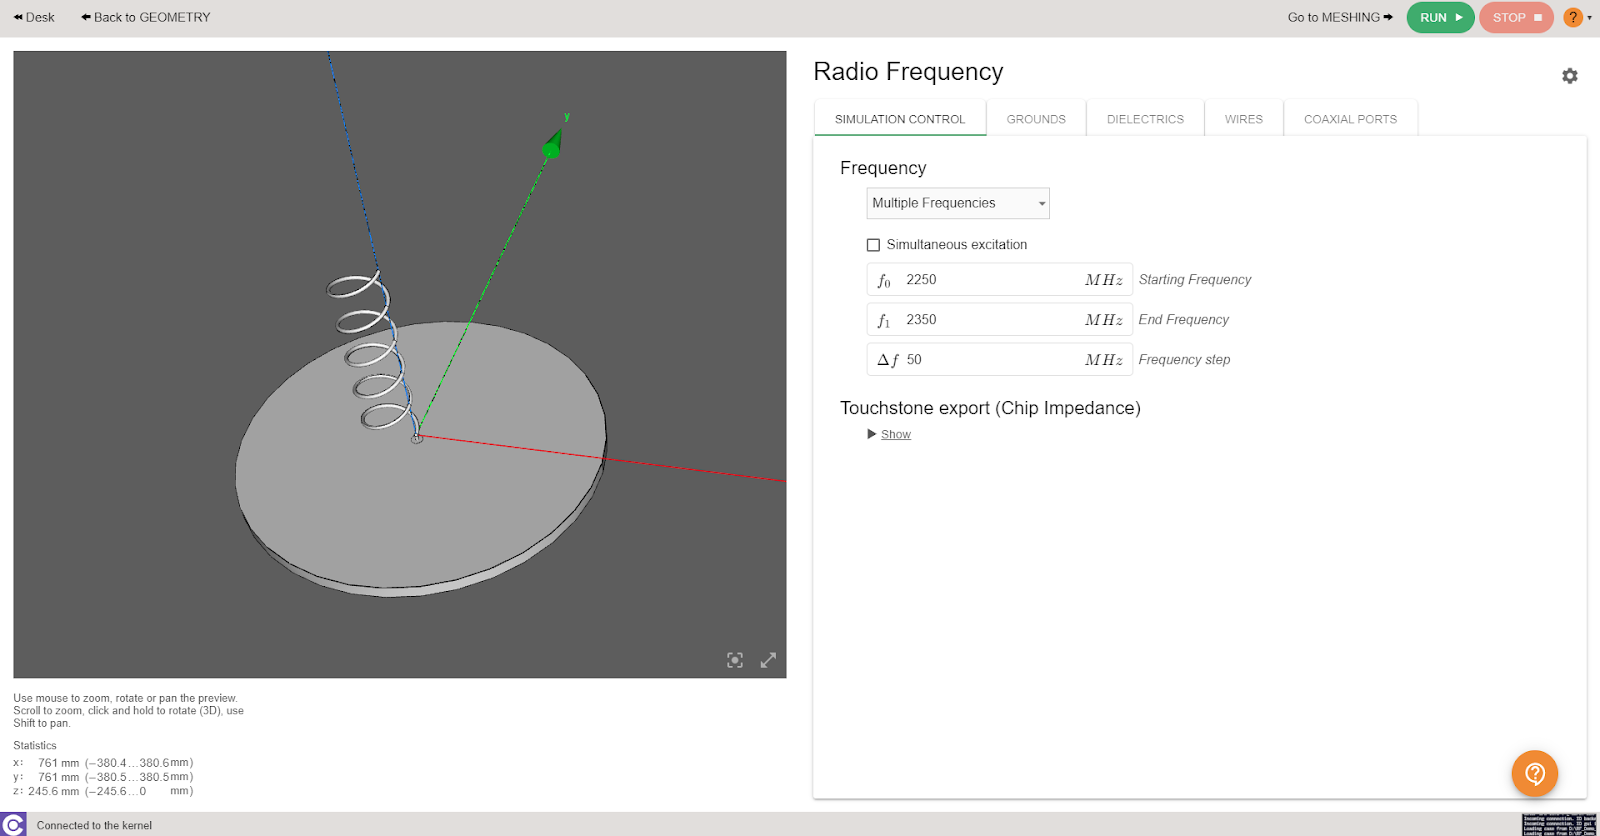 Desk
Back to GEOMETRY
Go to MESHING
RUN
STOP
?
y
Radio Frequency
SIMULATION CONTROL
GROUNDS
DIELECTRICS
WIRES
COAXIAL PORTS
Frequency
Multiple Frequencies
Simultaneous excitation
f₀ 2250 MHz Starting Frequency
f₁ 2350 MHz End Frequency
Δf 50 MHz Frequency step
Touchstone export (Chip Impedance)
Show
Use mouse to zoom, rotate or pan the preview.
Scroll to zoom, click and hold to rotate (3D), use
Shift to pan.
Statistics
x: 761 mm (−380.4…380.6mm)
y: 761 mm (−380.5…380.5mm)
z: 245.6 mm (−245.6…0 mm)
Connected to the kernel